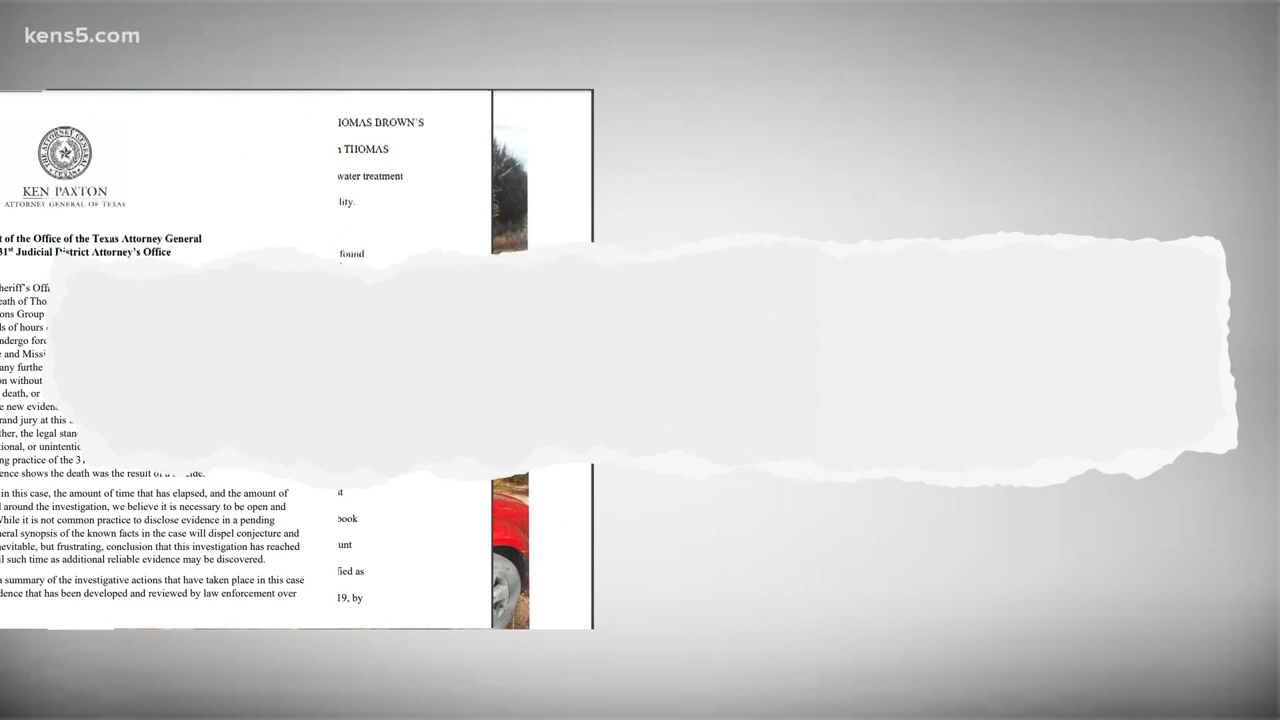 kens5.com
THE ATTORNEY GENERAL
TEXAS
KEN PAXTON
ATTORNEY GENERAL OF TEXAS
t of the Office of the Texas Attorney General
31st Judicial District Attorney's Office
heriff's Offi
eath of Tho
ons Group
ls of hours
ndergo for
e and Missi
any furthe
on without
death, or
e new eviden
rand jury at this
ther, the legal stan
ional, or unintentio
ng practice of the 31
ence shows the death was the result of a
in this case, the amount of time that has elapsed, and the amount of
l around the investigation, we believe it is necessary to be open and
While it is not common practice to disclose evidence in a pending
neral synopsis of the known facts in the case will dispel conjecture and
nevitable, but frustrating, conclusion that this investigation has reached
il such time as additional reliable evidence may be discovered.
a summary of the investigative actions that have taken place in this case
dence that has been developed and reviewed by law enforcement over
HOMAS BROWN'S
THOMAS
water treatment
lity.
found
st
book
unt
fied as
19, by